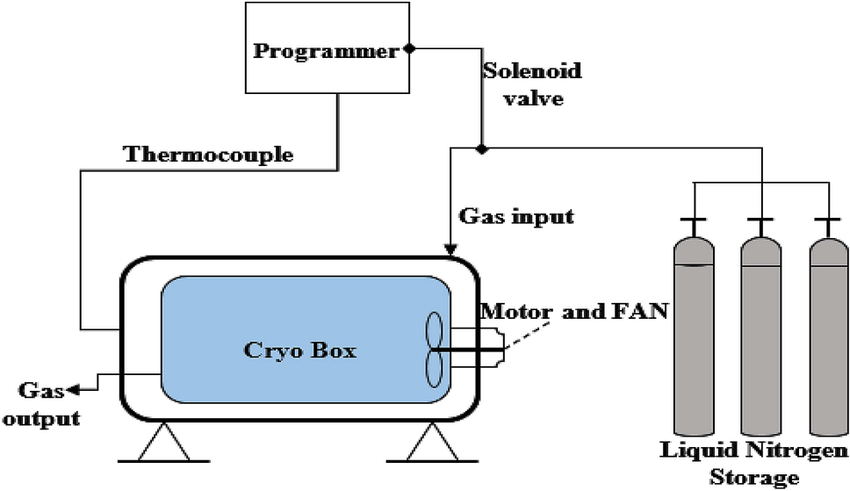 Programmer
Solenoid
valve
Thermocouple
Gas input
Motor and FAN
Cryo Box
Gas
output
Liquid Nitrogen
Storage